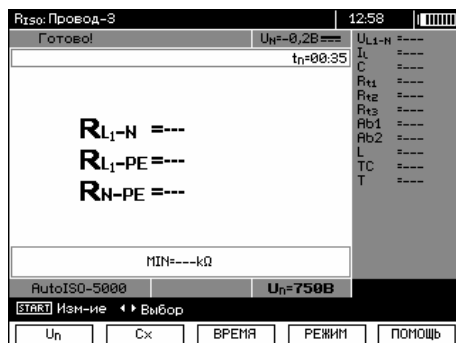 RISO: Провод-3 12:58
Готово! UN=-0,2В
tn=00:35
RL1-N =---
RL1-PE=---
RN-PE=---
MIN=---kΩ
AutoISO-5000 Un=750В
START Изм-ие Выбор
UL1-N =---
IL =---
C =---
Rt1 =---
Rt2 =---
Rt3 =---
Ab1 =---
Ab2 =---
L =---
TC =---
T =---
Un Cx ВРЕМЯ РЕЖИМ ПОМОЩЬ